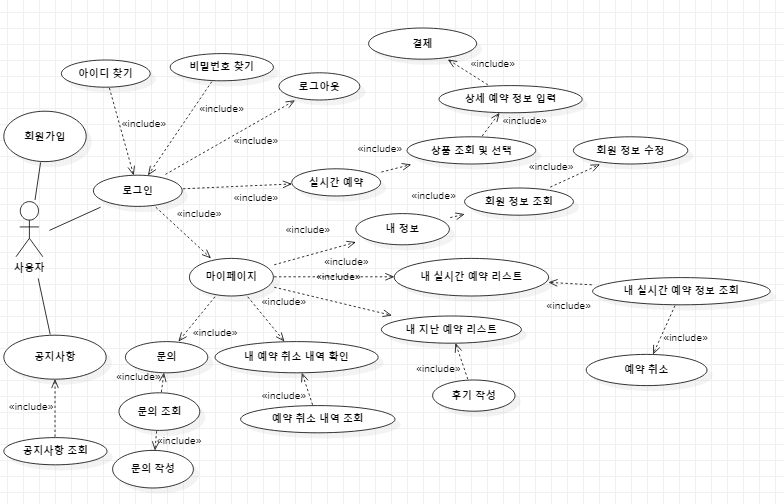 결제
«include»
아이디 찾기
비밀번호 찾기
로그아웃
상세 예약 정보 입력
«include»
«include»
«include»
«include»
회원가입
상품 조회 및 선택
회원 정보 수정
«include»
«include»
로그인
실시간 예약
«include»
«include»
회원 정보 조회
«include»
사용자
내 정보
«include»
«include»
마이페이지
«include»
내 실시간 예약 리스트
내 실시간 예약 정보 조회
«include»
«include»
내 지난 예약 리스트
«include»
«include»
공지사항
문의
내 예약 취소 내역 확인
예약 취소
«include»
«include»
«include»
«include»
후기 작성
문의 조회
예약 취소 내역 조회
«include»
공지사항 조회
문의 작성